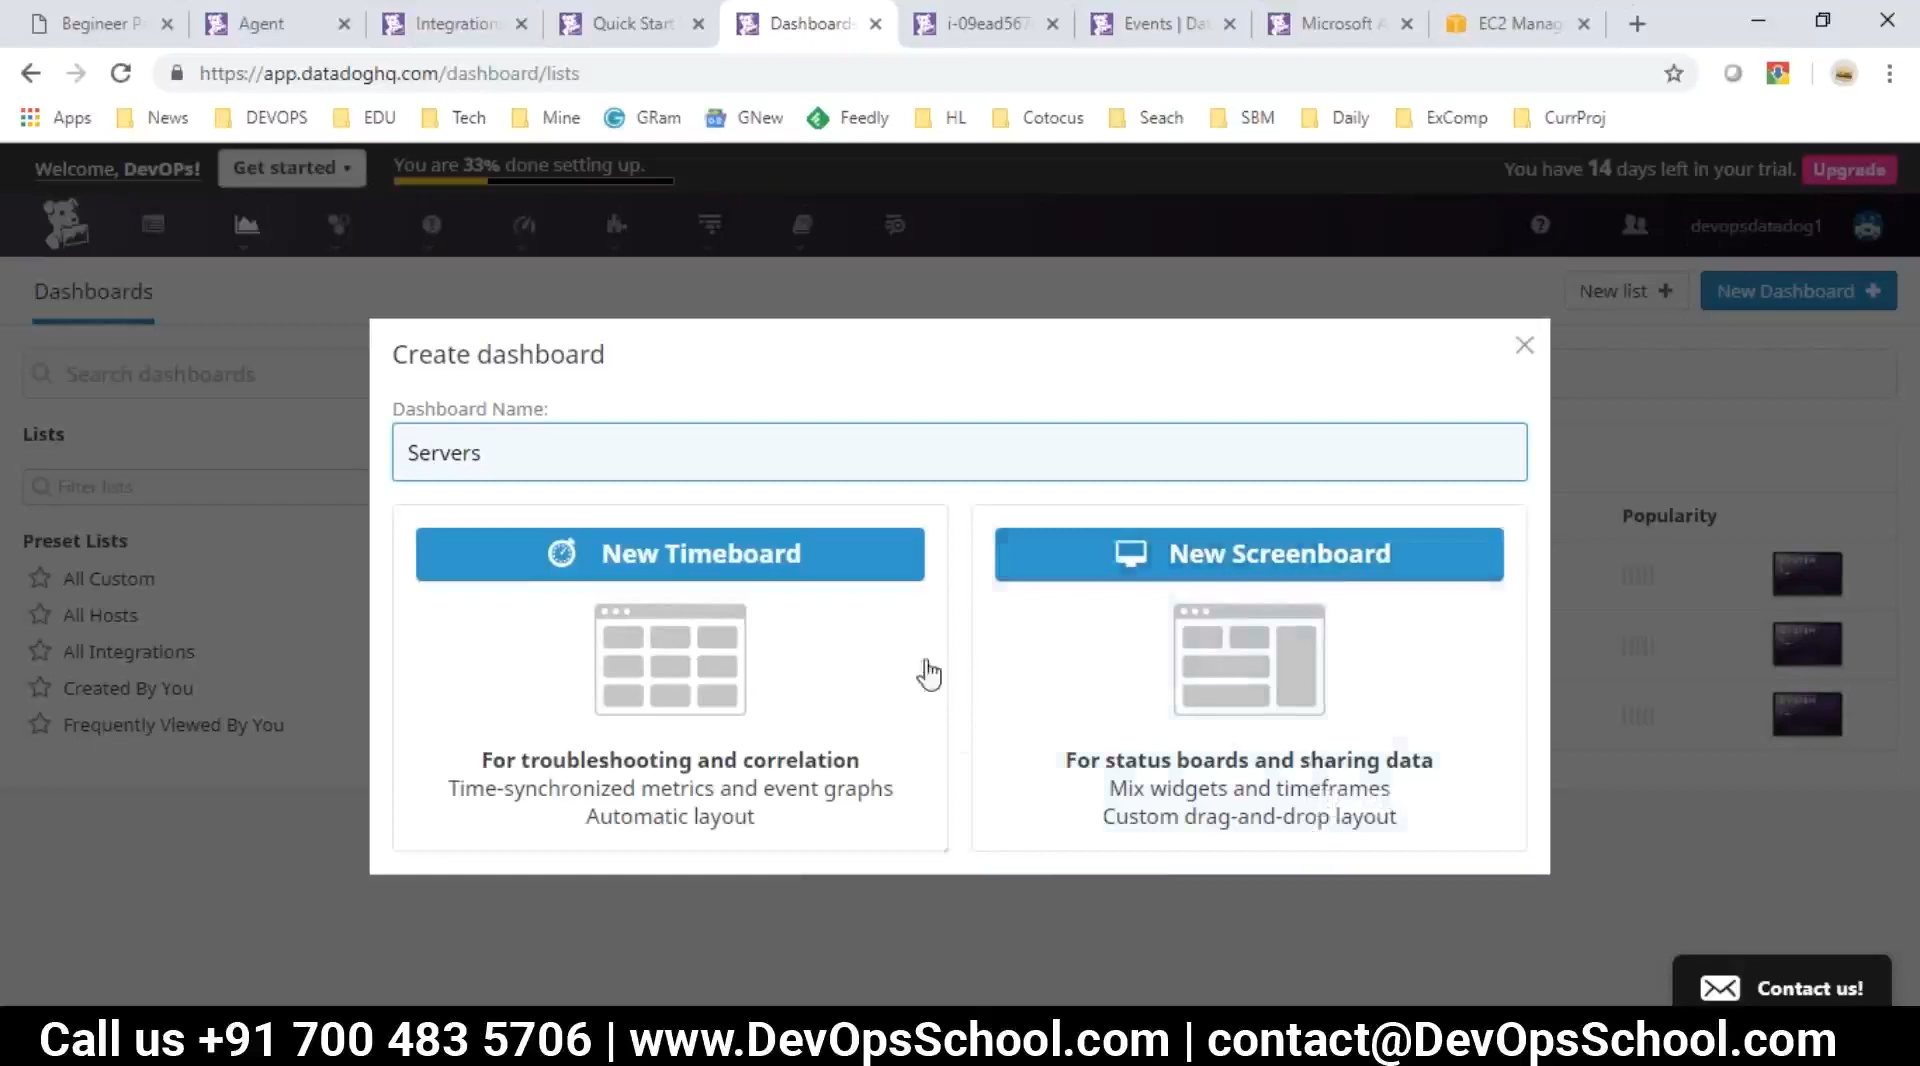 Begineer P
Agent
Integration
Quick Start
Dashboards
i-09ead567
Events | Da
Microsoft A
EC2 Manag
https://app.datadoghq.com/dashboard/lists
Apps
News
DEVOPS
EDU
Tech
Mine
GRam
GNew
Feedly
HL
Cotocus
Seach
SBM
Daily
ExComp
CurrProj
Welcome, DevOPs!
Get started
You are 33% done setting up.
You have 14 days left in your trial.
Upgrade
devopsdatadog1
Dashboards
New list +
New Dashboard +
Search dashboards
Lists
Filter lists
Preset Lists
All Custom
All Hosts
All Integrations
Created By You
Frequently Viewed By You
Popularity
Create dashboard
Dashboard Name:
Servers
New Timeboard
For troubleshooting and correlation
Time-synchronized metrics and event graphs
Automatic layout
New Screenboard
For status boards and sharing data
Mix widgets and timeframes
Custom drag-and-drop layout
Contact us!
Call us +91 700 483 5706 | www.DevOpsSchool.com | contact@DevOpsSchool.com